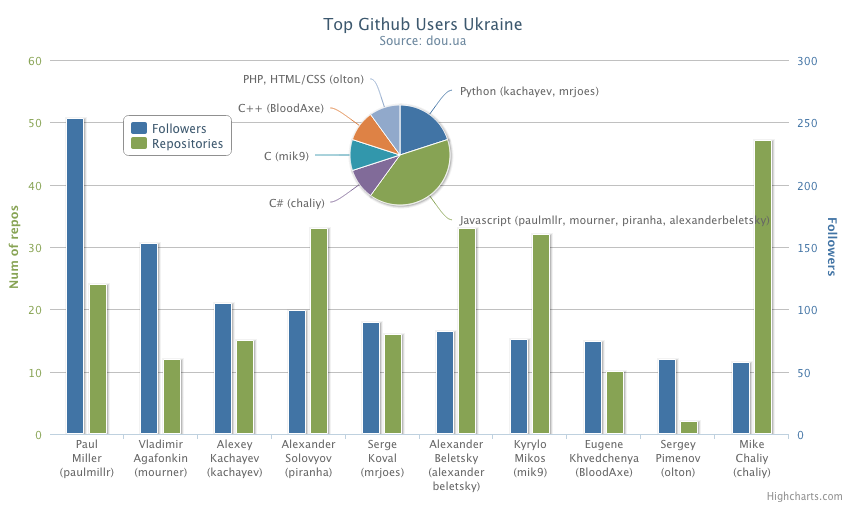 Top Github Users Ukraine
Source: dou.ua
60
50
40
30
20
10
0
Num of repos
300
250
200
150
100
50
0
Followers
Followers
Repositories
PHP, HTML/CSS (olton)
C++ (BloodAxe)
C (mik9)
C# (chaliy)
Python (kachayev, mrjoes)
Javascript (paulmllr, mourner, piranha, alexanderbeletsky)
Paul
Miller
(paulmillr)
Vladimir
Agafonkin
(mourner)
Alexey
Kachayev
(kachayev)
Alexander
Solovyov
(piranha)
Serge
Koval
(mrjoes)
Alexander
Beletsky
(alexander
beletsky)
Kyrylo
Mikos
(mik9)
Eugene
Khvedchenya
(BloodAxe)
Sergey
Pimenov
(olton)
Mike
Chaliy
(chaliy)
Highcharts.com